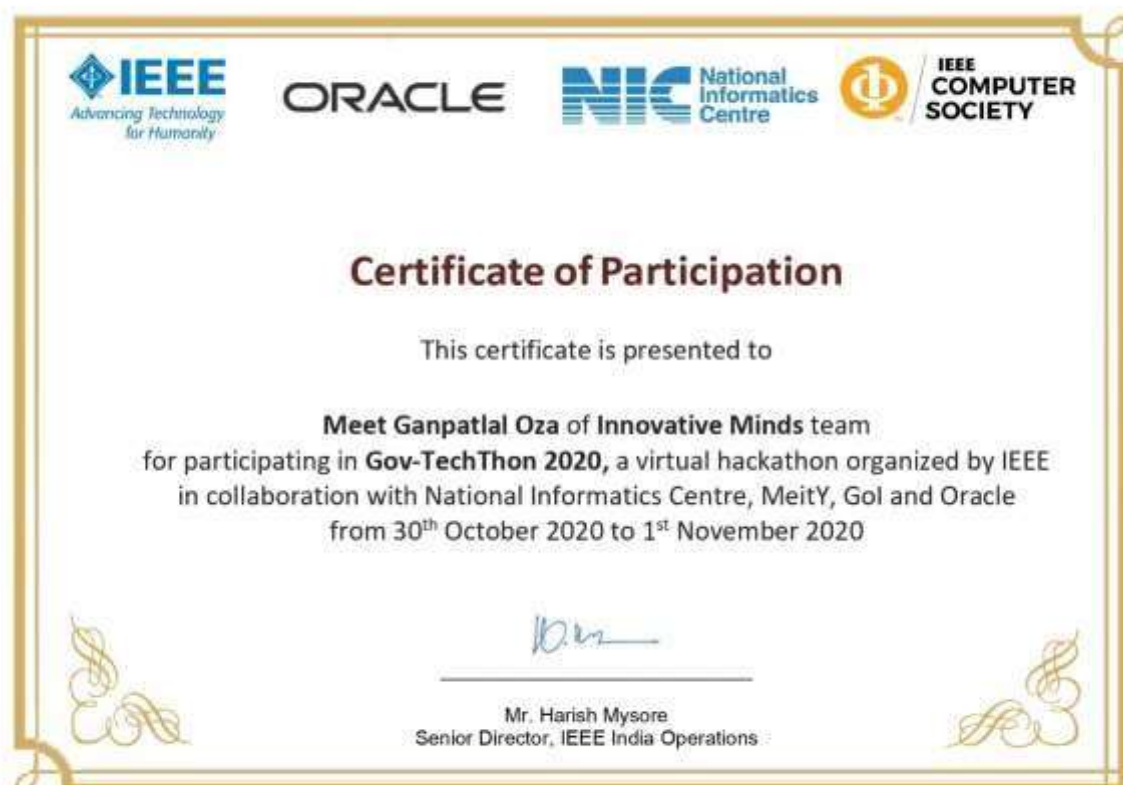 IEEE
Advancing Technology
for Humanity
ORACLE
NIC National
Informatics
Centre
IEEE
COMPUTER
SOCIETY
Certificate of Participation
This certificate is presented to
Meet Ganpatlal Oza of Innovative Minds team
for participating in Gov-TechThon 2020, a virtual hackathon organized by IEEE
in collaboration with National Informatics Centre, MeitY, GoI and Oracle
from 30th October 2020 to 1st November 2020
Mr. Harish Mysore
Senior Director, IEEE India Operations